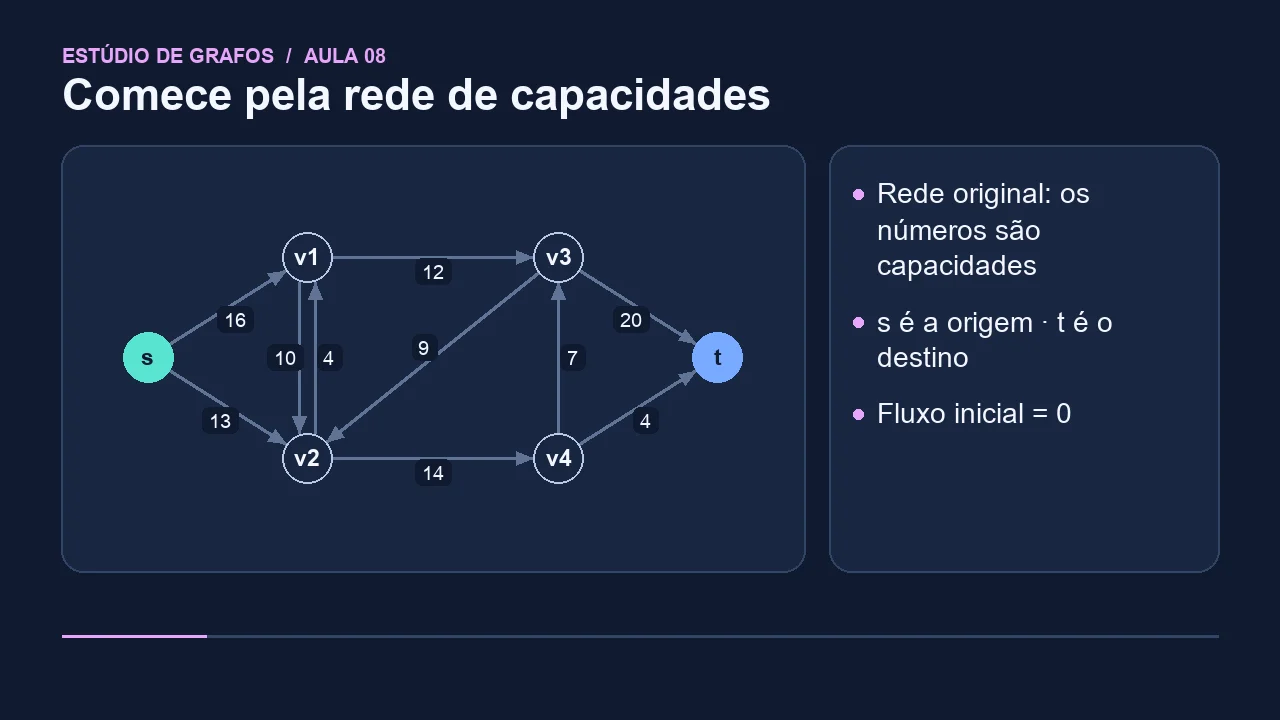 ESTÚDIO DE GRAFOS / AULA 08
Comece pela rede de capacidades
v1
v3
12
16
20
s
10
4
9
7
t
13
4
v2
v4
14
Rede original: os
números são
capacidades
s é a origem · t é o
destino
Fluxo inicial = 0